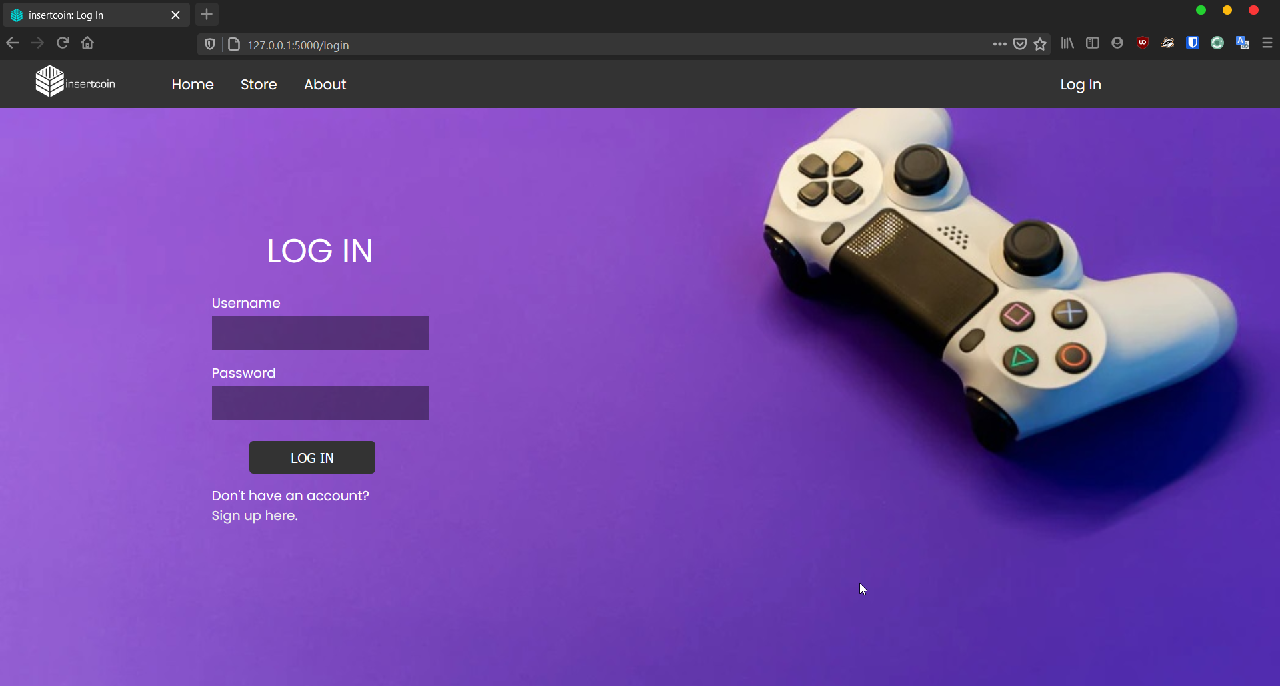 insertcoin: Log In
127.0.0.1:5000/login
insertcoin
Home Store About Log In
LOG IN
Username
Password
LOG IN
Don't have an account?
Sign up here.